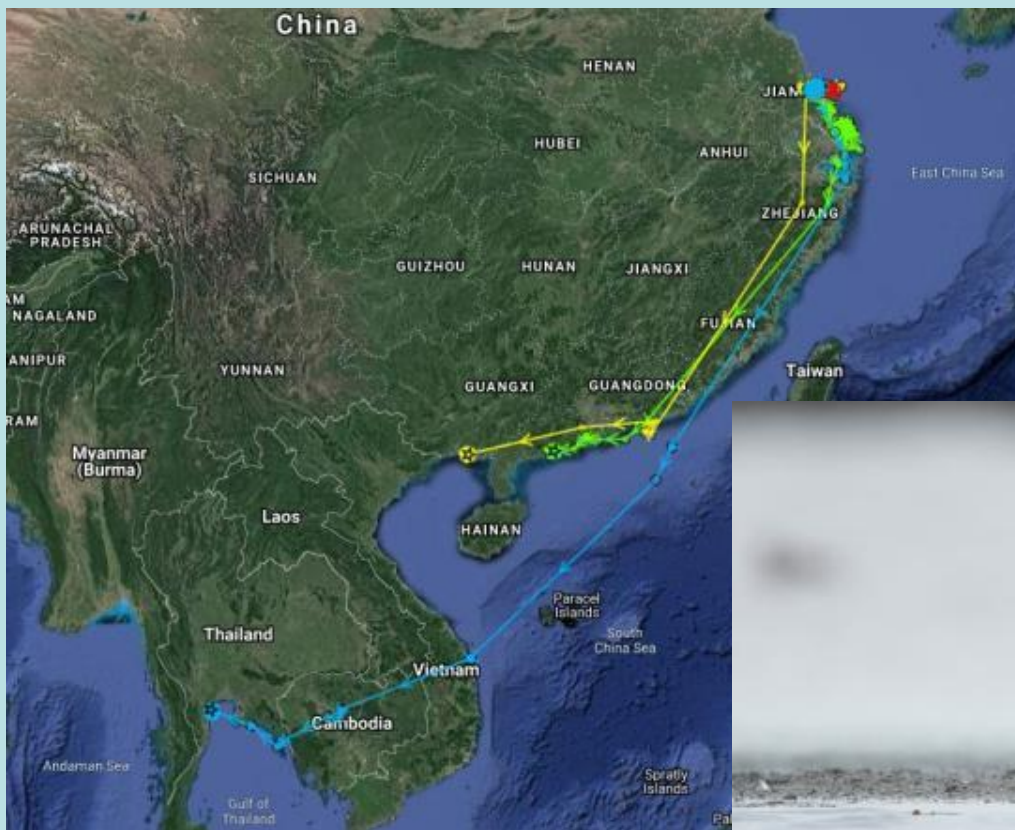 China
HENAN
JIAN
HUBEI
ANHUI
SICHUAN
East China Sea
ZHEJIANG
ARUNACHAL
PRADESH
GUIZHOU
HUNAN
JIANGXI
AM
NAGALAND
FUJIAN
ANIPUR
YUNNAN
Taiwan
GUANGXI
GUANGDONG
RAM
Myanmar
(Burma)
Laos
HAINAN
Paracel
Islands
Thailand
South
China Sea
Vietnam
Cambodia
Andaman Sea
Spratly
Islands
Gulf of
Thailand
Pal